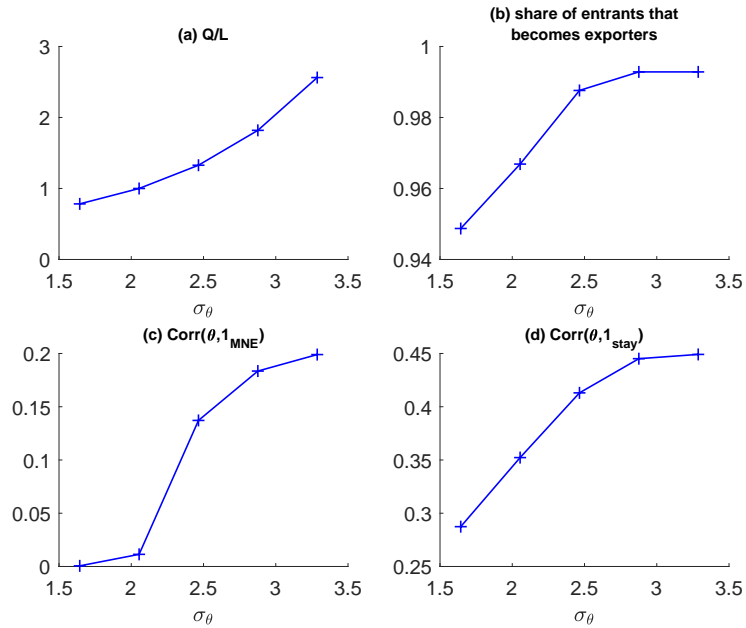 (a) Q/L
3
2
1
0
1.5 2 2.5 3 3.5
σθ
(b) share of entrants that
becomes exporters
1
0.98
0.96
0.94
1.5 2 2.5 3 3.5
σθ
(c) Corr(θ,1MNE)
0.2
0.15
0.1
0.05
0
1.5 2 2.5 3 3.5
σθ
(d) Corr(θ,1stay)
0.45
0.4
0.35
0.3
0.25
1.5 2 2.5 3 3.5
σθ